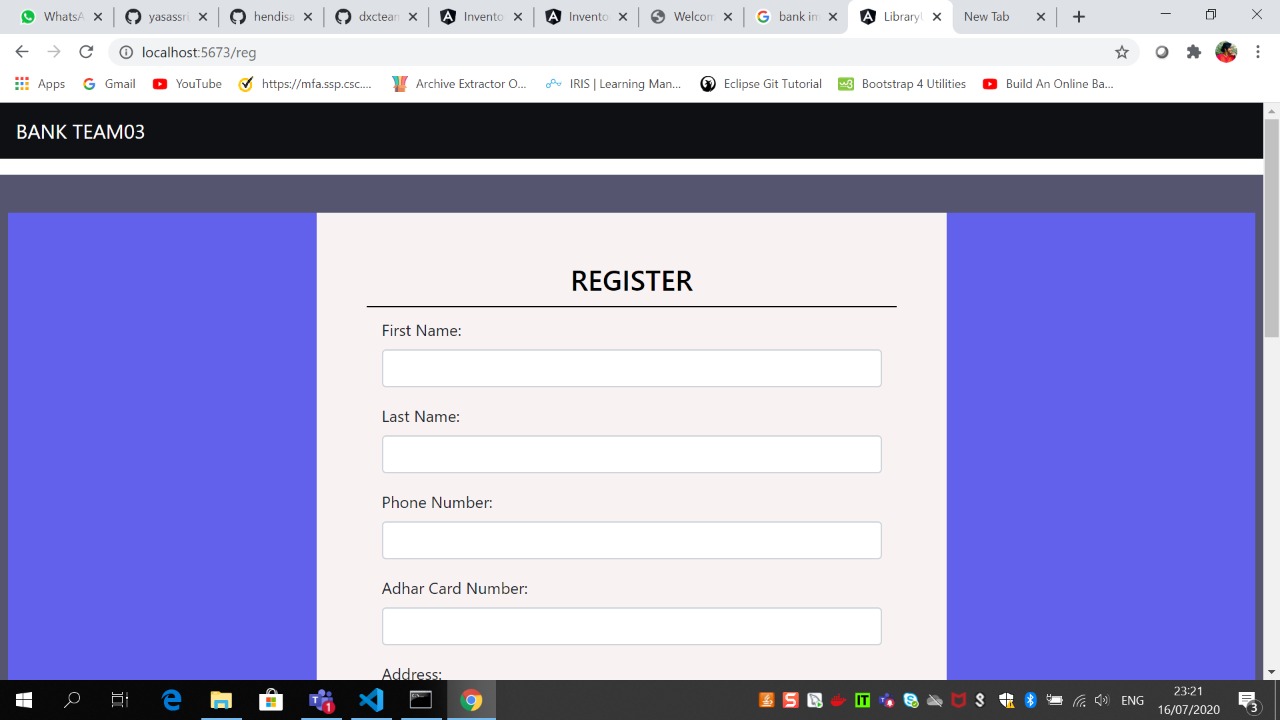 WhatsA yasassri. hendisa dxctean Invento Invento Welcom bank im Library New Tab
localhost:5673/reg
Apps Gmail YouTube https://mfa.ssp.csc.... Archive Extractor O... IRIS | Learning Man... Eclipse Git Tutorial Bootstrap 4 Utilities Build An Online Ba...
BANK TEAM03
REGISTER
First Name:
Last Name:
Phone Number:
Adhar Card Number:
Address:
ENG
23:21
16/07/2020
1
3